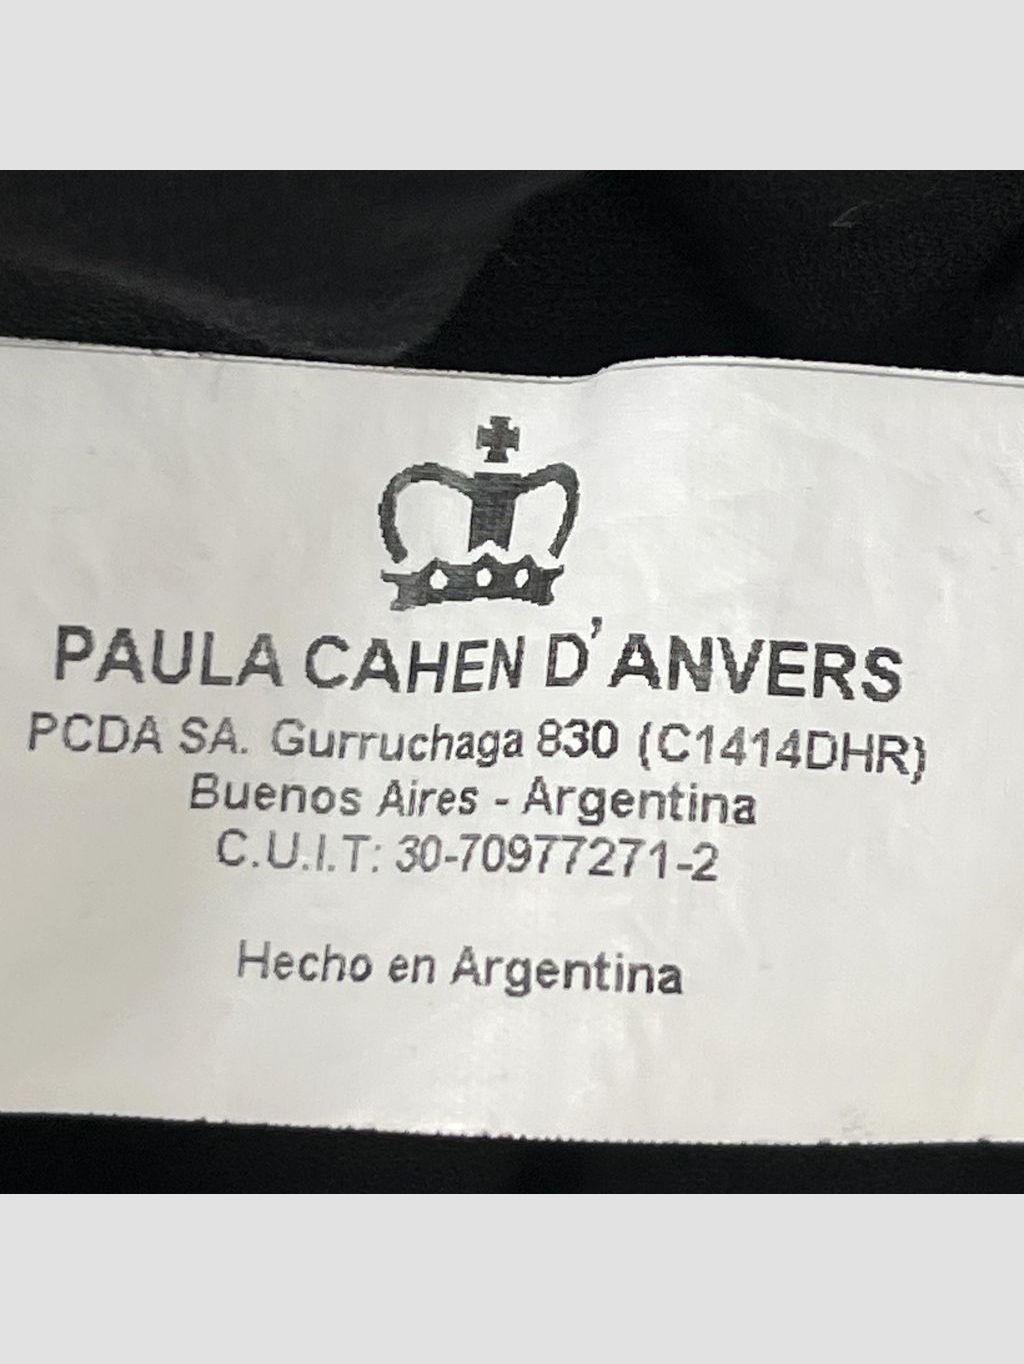 PAULA CAHEN D'ANVERS
PCDA SA. Gurruchaga 830 (C1414DHR)
Buenos Aires - Argentina
C.U.I.T: 30-70977271-2
Hecho en Argentina